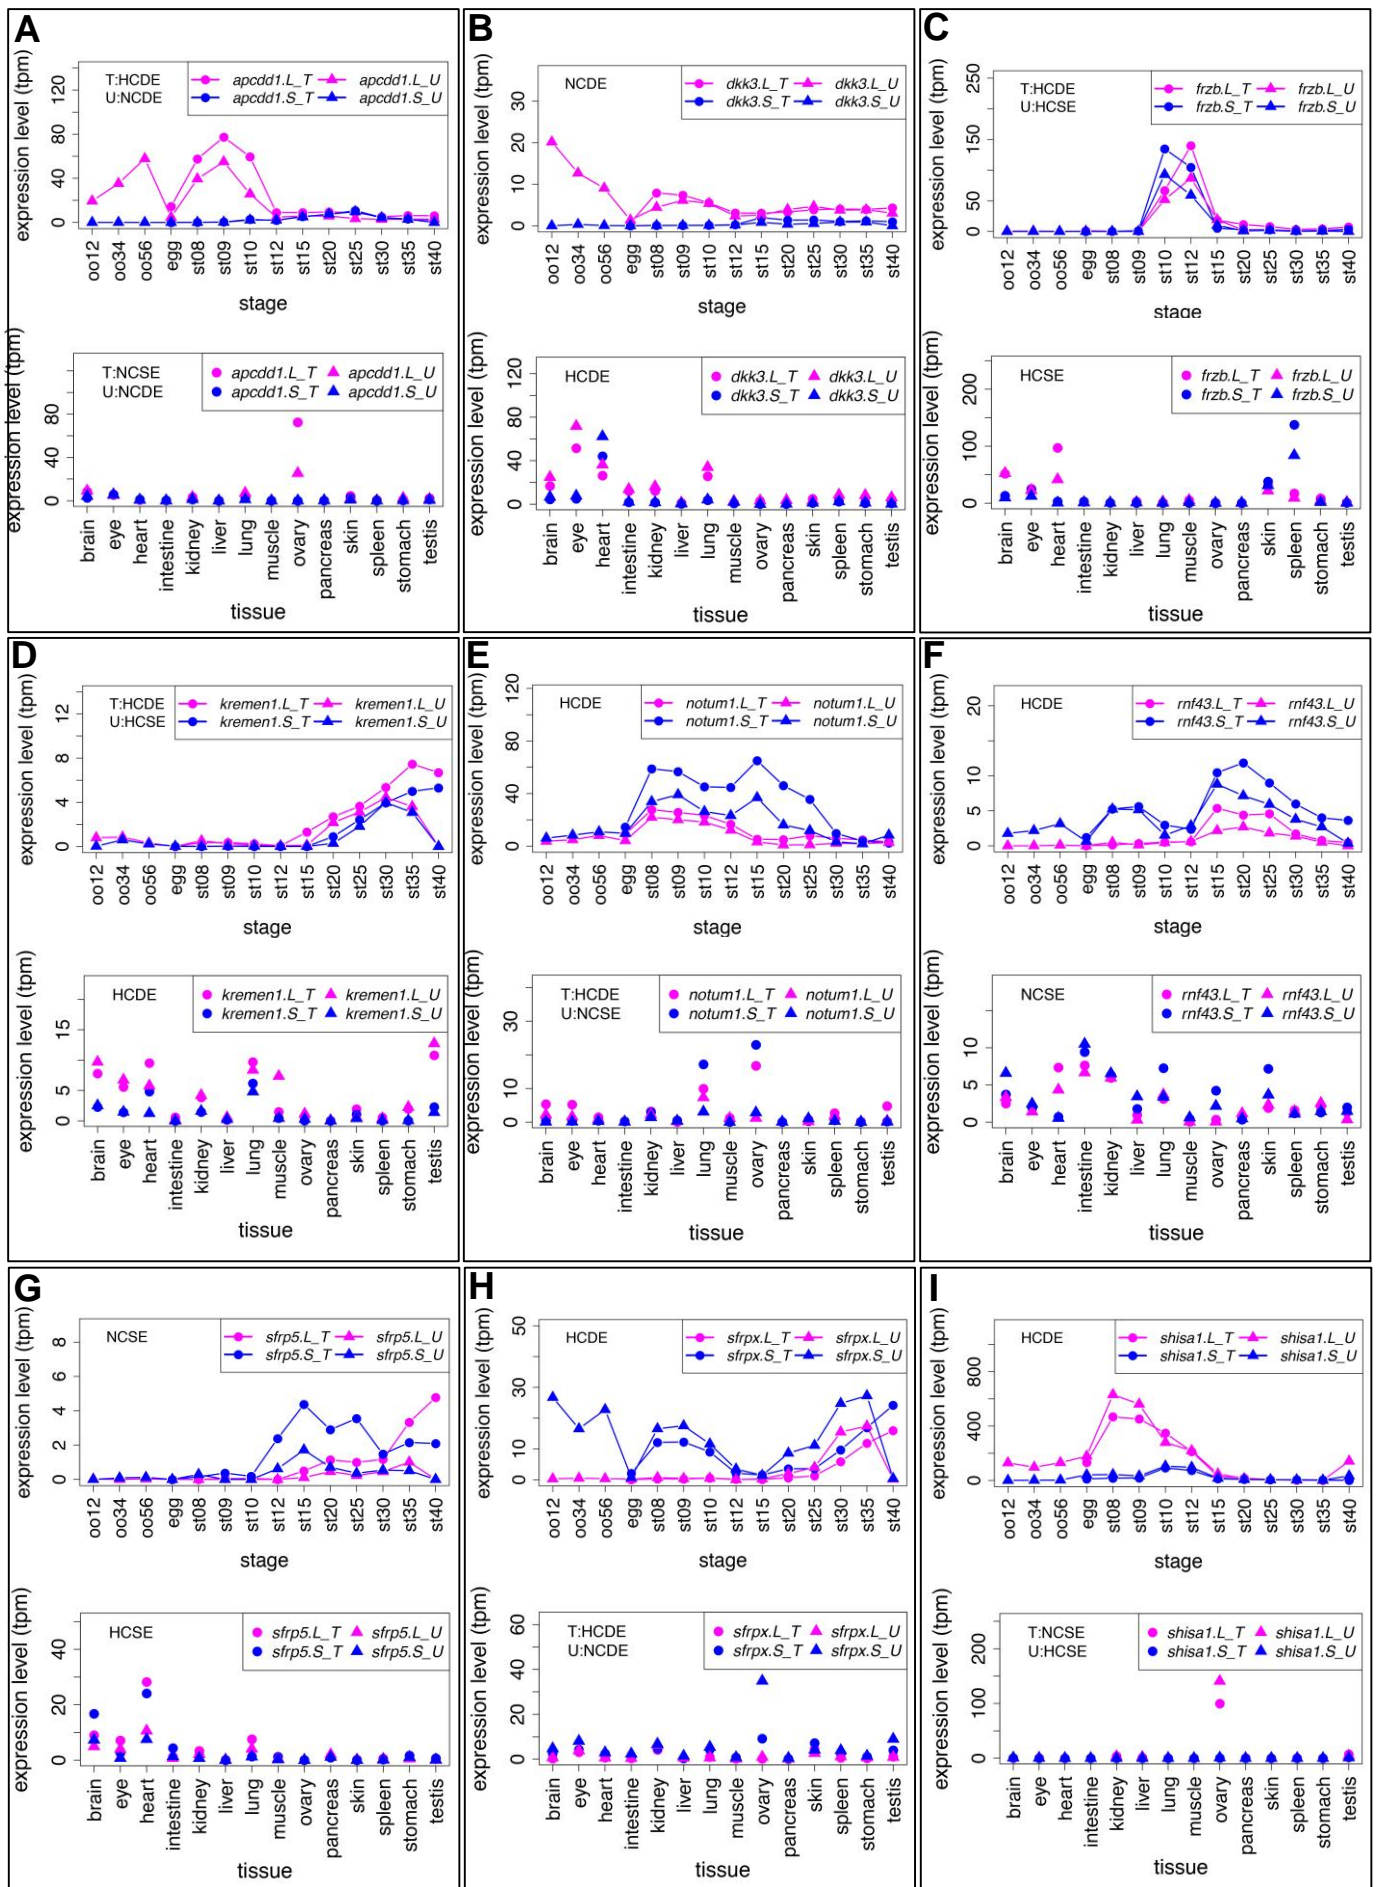 A
expression level (tpm)
120
80
40
0
T:HCDE
U:NCDE
apcdd1.L_T apcdd1.L_U
apcdd1.S_T apcdd1.S_U
oo12 oo34 oo56 egg st08 st09 st10 st12 st15 st20 st25 st30 st35 st40
stage
expression level (tpm)
80
40
0
T:NCSE
U:NCDE
apcdd1.L_T apcdd1.L_U
apcdd1.S_T apcdd1.S_U
brain eye heart intestine kidney liver lung muscle ovary pancreas skin spleen stomach testis
tissue
B
expression level (tpm)
30
20
10
0
NCDE
dkk3.L_T dkk3.L_U
dkk3.S_T dkk3.S_U
oo12 oo34 oo56 egg st08 st09 st10 st12 st15 st20 st25 st30 st35 st40
stage
expression level (tpm)
120
80
40
0
HCDE
dkk3.L_T dkk3.L_U
dkk3.S_T dkk3.S_U
brain eye heart intestine kidney liver lung muscle ovary pancreas skin spleen stomach testis
tissue
C
expression level (tpm)
250
150
50
0
T:HCDE
U:HCSE
frzb.L_T frzb.L_U
frzb.S_T frzb.S_U
oo12 oo34 oo56 egg st08 st09 st10 st12 st15 st20 st25 st30 st35 st40
stage
expression level (tpm)
200
100
0
HCSE
frzb.L_T frzb.L_U
frzb.S_T frzb.S_U
brain eye heart intestine kidney liver lung muscle ovary pancreas skin spleen stomach testis
tissue
D
expression level (tpm)
12
8
4
0
T:HCDE
U:HCSE
kremen1.L_T kremen1.L_U
kremen1.S_T kremen1.S_U
oo12 oo34 oo56 egg st08 st09 st10 st12 st15 st20 st25 st30 st35 st40
stage
expression level (tpm)
15
5
0
HCDE
kremen1.L_T kremen1.L_U
kremen1.S_T kremen1.S_U
brain eye heart intestine kidney liver lung muscle ovary pancreas skin spleen stomach testis
tissue
E
expression level (tpm)
120
80
40
0
HCDE
notum1.L_T notum1.L_U
notum1.S_T notum1.S_U
oo12 oo34 oo56 egg st08 st09 st10 st12 st15 st20 st25 st30 st35 st40
stage
expression level (tpm)
30
10
0
T:HCDE
U:NCSE
notum1.L_T notum1.L_U
notum1.S_T notum1.S_U
brain eye heart intestine kidney liver lung muscle ovary pancreas skin spleen stomach testis
tissue
F
expression level (tpm)
20
10
5
0
HCDE
rnf43.L_T rnf43.L_U
rnf43.S_T rnf43.S_U
oo12 oo34 oo56 egg st08 st09 st10 st12 st15 st20 st25 st30 st35 st40
stage
expression level (tpm)
10
5
0
NCSE
rnf43.L_T rnf43.L_U
rnf43.S_T rnf43.S_U
brain eye heart intestine kidney liver lung muscle ovary pancreas skin spleen stomach testis
tissue
G
expression level (tpm)
8
6
4
2
0
NCSE
sfrp5.L_T sfrp5.L_U
sfrp5.S_T sfrp5.S_U
oo12 oo34 oo56 egg st08 st09 st10 st12 st15 st20 st25 st30 st35 st40
stage
expression level (tpm)
40
20
0
HCSE
sfrp5.L_T sfrp5.L_U
sfrp5.S_T sfrp5.S_U
brain eye heart intestine kidney liver lung muscle ovary pancreas skin spleen stomach testis
tissue
H
expression level (tpm)
50
30
10
0
HCDE
sfrpx.L_T sfrpx.L_U
sfrpx.S_T sfrpx.S_U
oo12 oo34 oo56 egg st08 st09 st10 st12 st15 st20 st25 st30 st35 st40
stage
expression level (tpm)
60
40
20
0
T:HCDE
U:NCDE
sfrpx.L_T sfrpx.L_U
sfrpx.S_T sfrpx.S_U
brain eye heart intestine kidney liver lung muscle ovary pancreas skin spleen stomach testis
tissue
I
expression level (tpm)
800
400
0
HCDE
shisa1.L_T shisa1.L_U
shisa1.S_T shisa1.S_U
oo12 oo34 oo56 egg st08 st09 st10 st12 st15 st20 st25 st30 st35 st40
stage
expression level (tpm)
200
100
0
T:NCSE
U:HCSE
shisa1.L_T shisa1.L_U
shisa1.S_T shisa1.S_U
brain eye heart intestine kidney liver lung muscle ovary pancreas skin spleen stomach testis
tissue